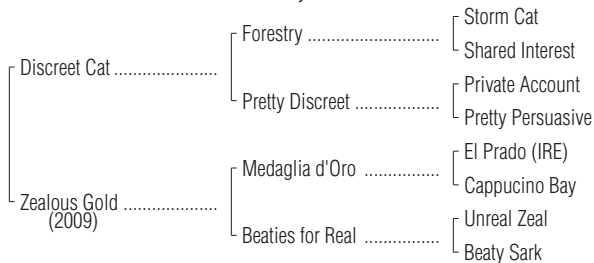 Storm Cat
Forestry ....................
Shared Interest
Discreet Cat ....................
Private Account
Pretty Discreet ................
Pretty Persuasive
El Prado (IRE)
Medaglia d'Oro ..............
Cappucino Bay
Zealous Gold ..................
(2009)
Unreal Zeal
Beaties for Real ..............
Beaty Sark